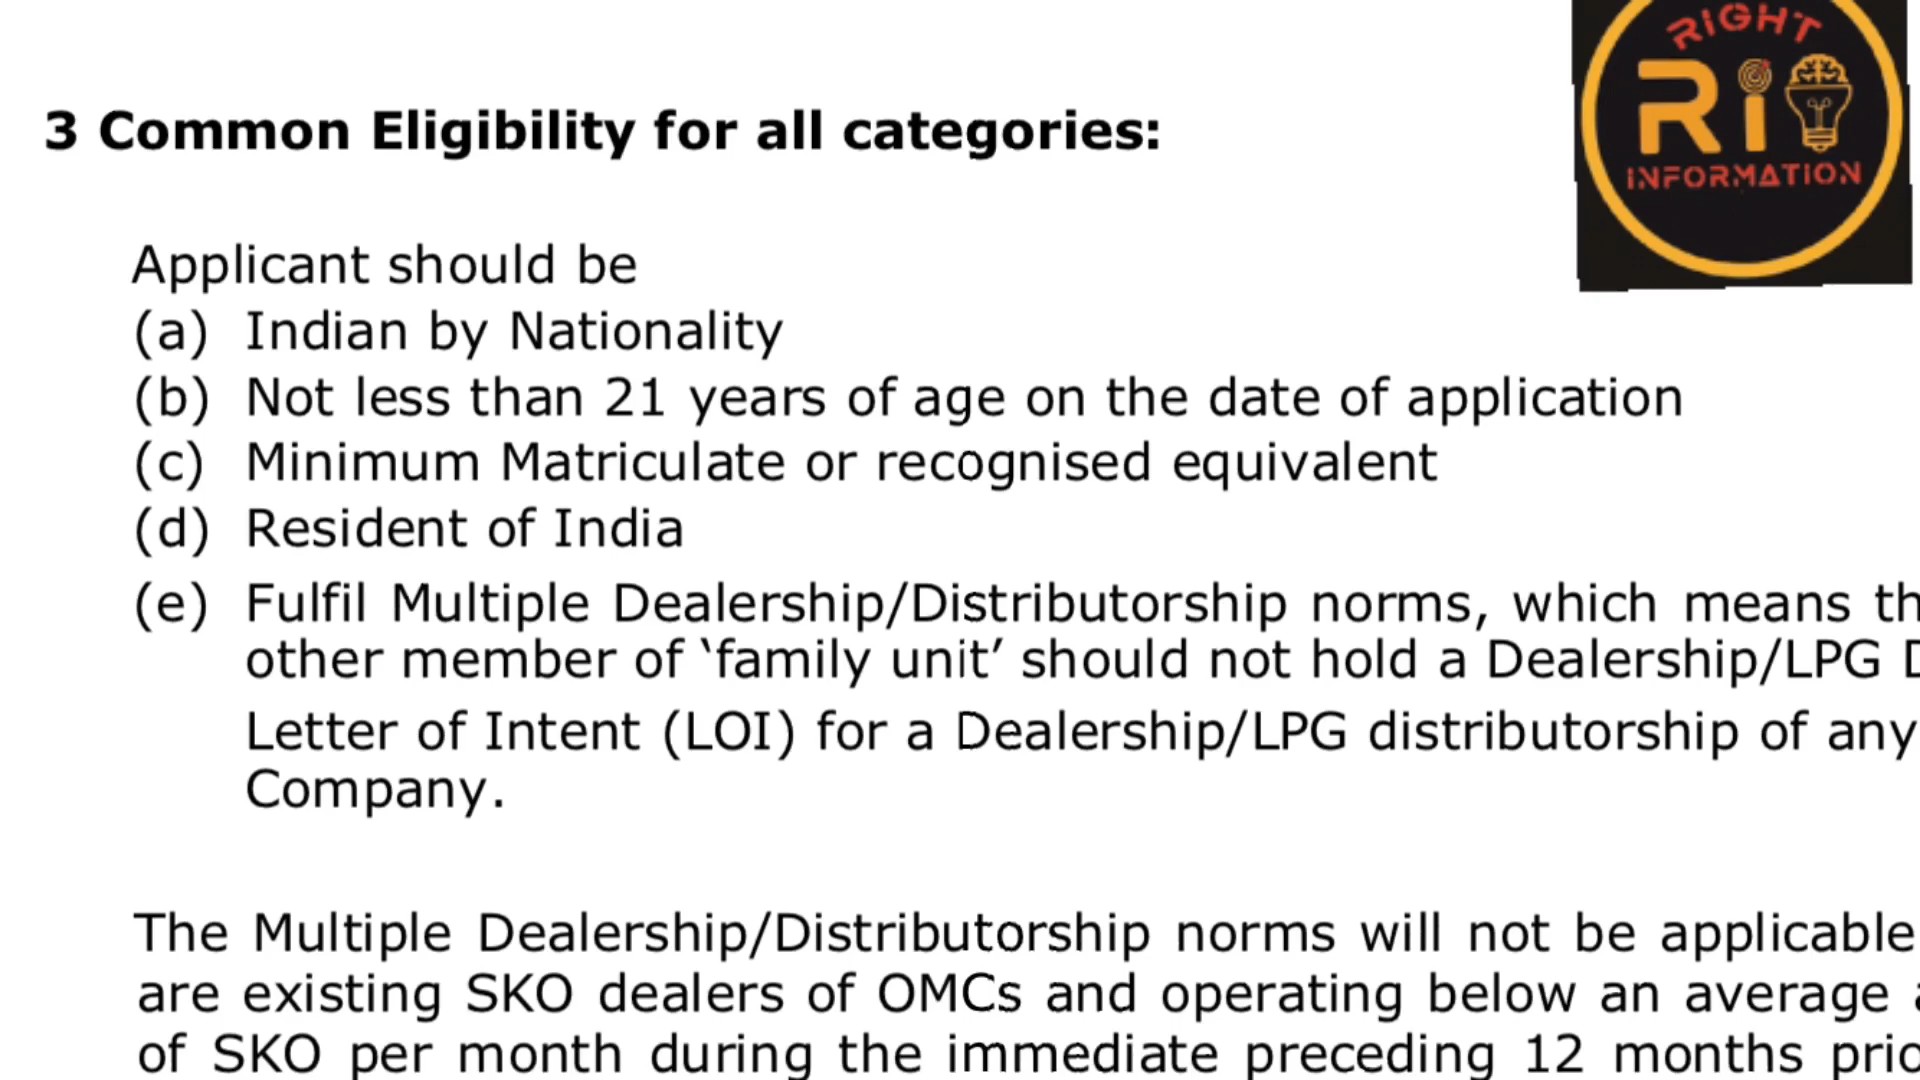 RIGHT
Ri
INFORMATION
3 Common Eligibility for all categories:
Applicant should be
(a) Indian by Nationality
(b) Not less than 21 years of age on the date of application
(c) Minimum Matriculate or recognised equivalent
(d) Resident of India
(e) Fulfil Multiple Dealership/Distributorship norms, which means
other member of ‘family unit’ should not hold a Dealership/LPG
Letter of Intent (LOI) for a Dealership/LPG distributorship of any
Company.
The Multiple Dealership/Distributorship norms will not be applicable
are existing SKO dealers of OMCs and operating below an average
of SKO per month during the immediate preceding 12 months